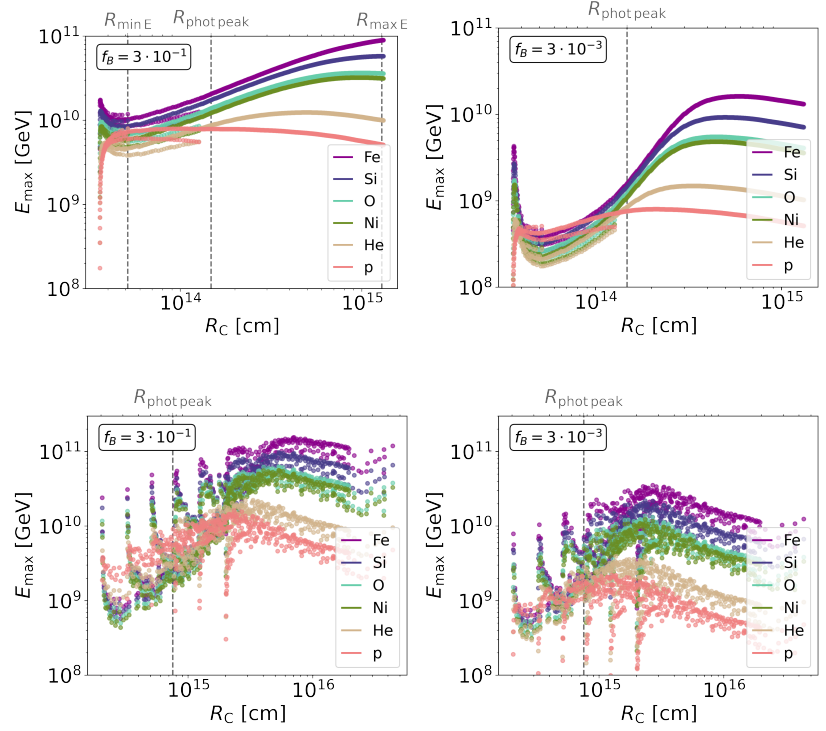 R_min E R_phot peak R_max E
f_B = 3 · 10^-1
E_max [GeV]
10^11
10^10
10^9
10^8
Fe
Si
O
Ni
He
p
10^14 10^15
R_C [cm]
R_phot peak
f_B = 3 · 10^-3
E_max [GeV]
10^11
10^10
10^9
10^8
Fe
Si
O
Ni
He
p
10^14 10^15
R_C [cm]
R_phot peak
f_B = 3 · 10^-1
E_max [GeV]
10^11
10^10
10^9
10^8
Fe
Si
O
Ni
He
p
10^15 10^16
R_C [cm]
R_phot peak
f_B = 3 · 10^-3
E_max [GeV]
10^11
10^10
10^9
10^8
Fe
Si
O
Ni
He
p
10^15 10^16
R_C [cm]